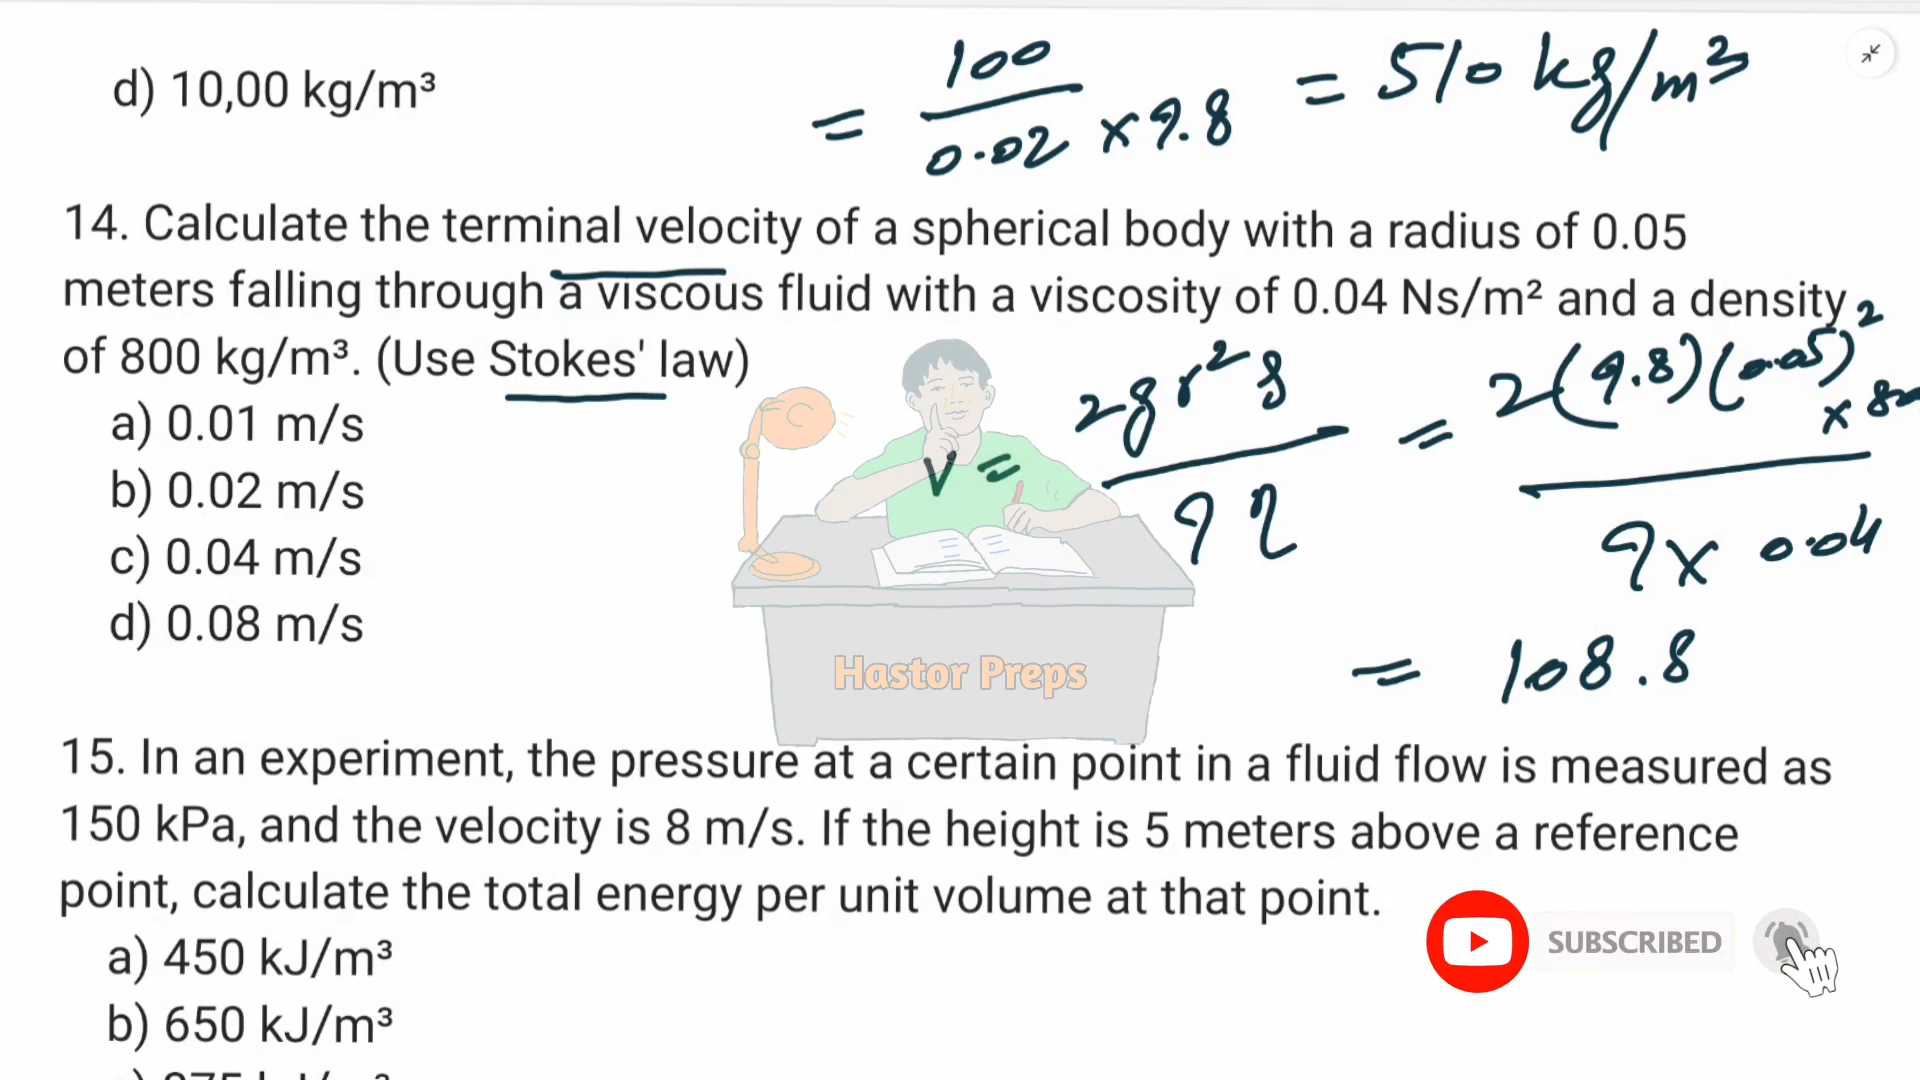 d) 10,00 kg/m³
= 100 / 0.02 × 9.8 = 510 kg/m³
14. Calculate the terminal velocity of a spherical body with a radius of 0.05
meters falling through a viscous fluid with a viscosity of 0.04 Ns/m² and a density
of 800 kg/m³. (Use Stokes' law)
a) 0.01 m/s
b) 0.02 m/s
c) 0.04 m/s
d) 0.08 m/s
V = 2gr²ρ / 9η = 2(9.8)(0.05)² × / 9 × 0.04
= 108.8
Hastor Preps
15. In an experiment, the pressure at a certain point in a fluid flow is measured as
150 kPa, and the velocity is 8 m/s. If the height is 5 meters above a reference
point, calculate the total energy per unit volume at that point.
a) 450 kJ/m³
b) 650 kJ/m³
SUBSCRIBED